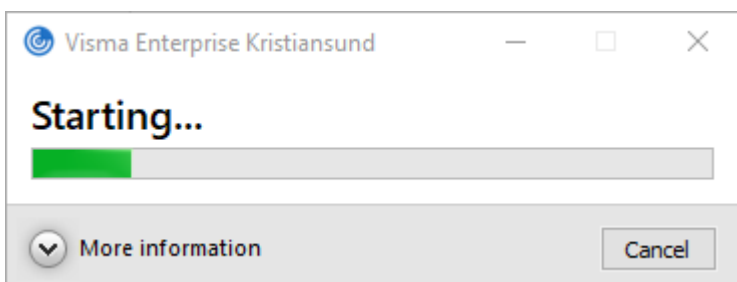 Visma Enterprise Kristiansund
Starting...
More information
Cancel